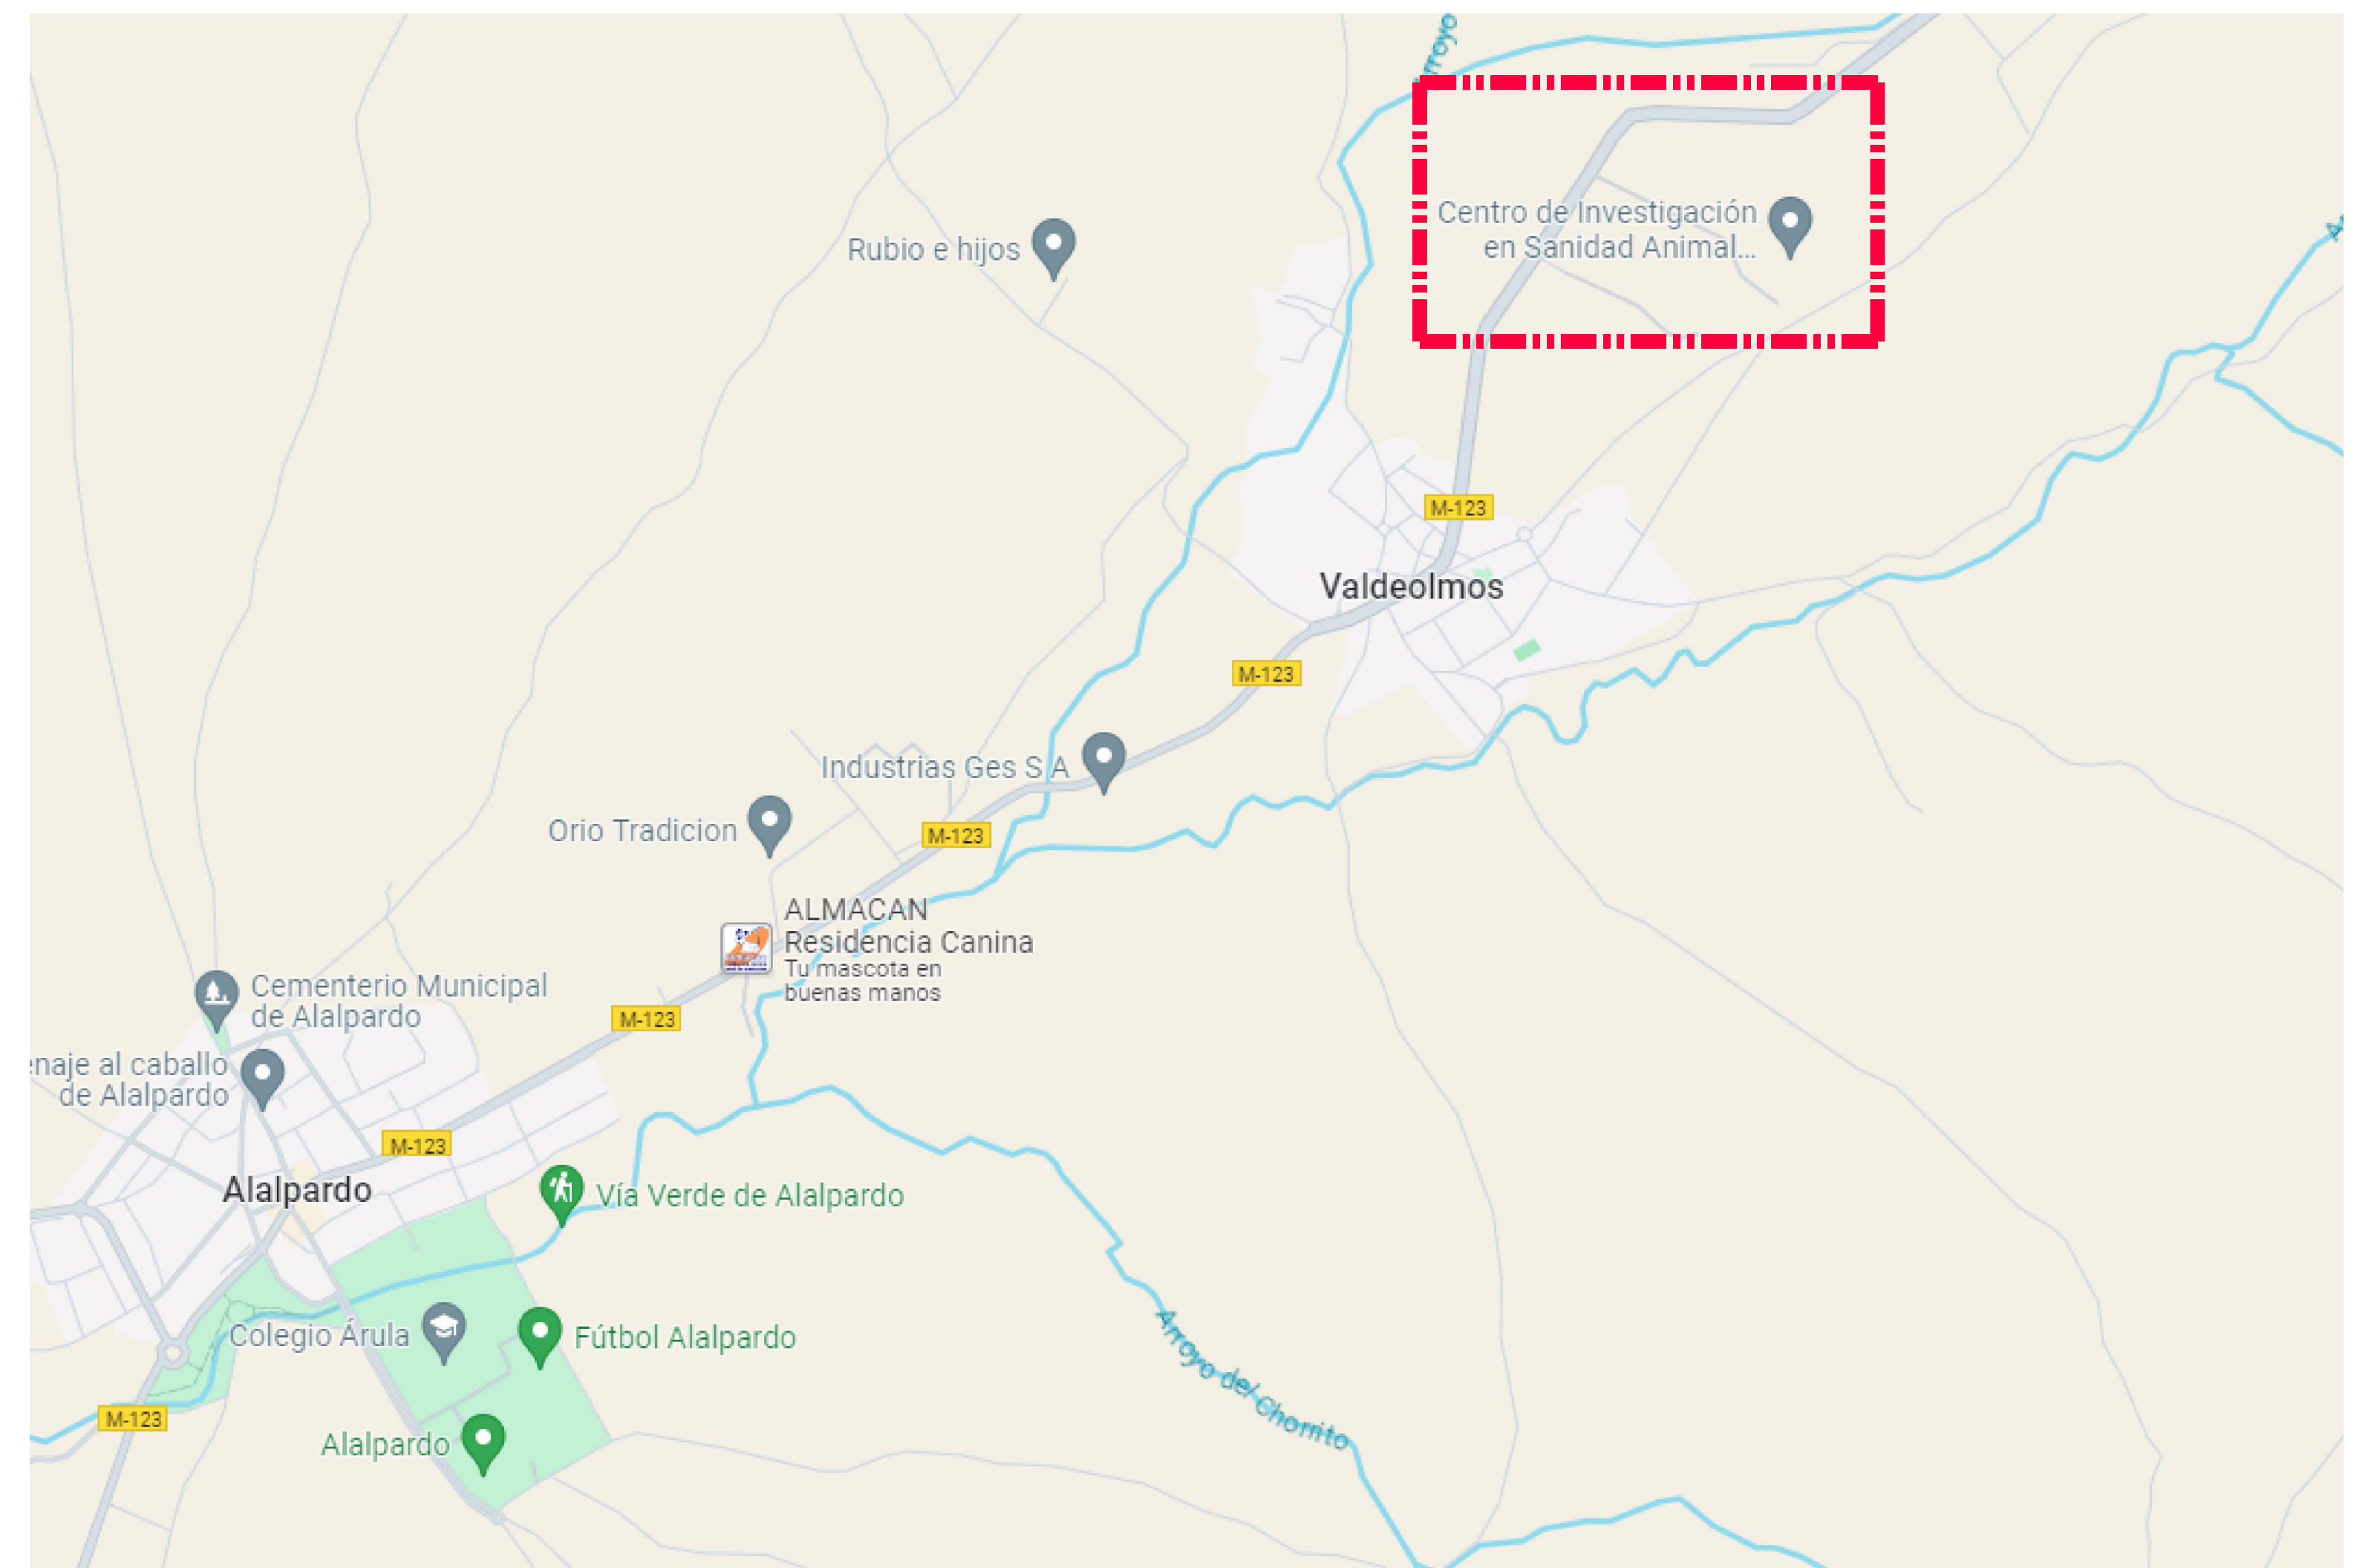 Arroyo
Centro de Investigación
en Sanidad Animal...
Rubio e hijos
M-123
Valdeolmos
M-123
Industrias Ges S A
Orio Tradicion
M-123
ALMACAN
Residencia Canina
Tu mascota en
buenas manos
Cementerio Municipal
de Alalpardo
M-123
enaje al caballo
de Alalpardo
M-123
Alalpardo
Vía Verde de Alalpardo
Colegio Árula
Fútbol Alalpardo
Arroyo del Chorrito
M-123
Alalpardo